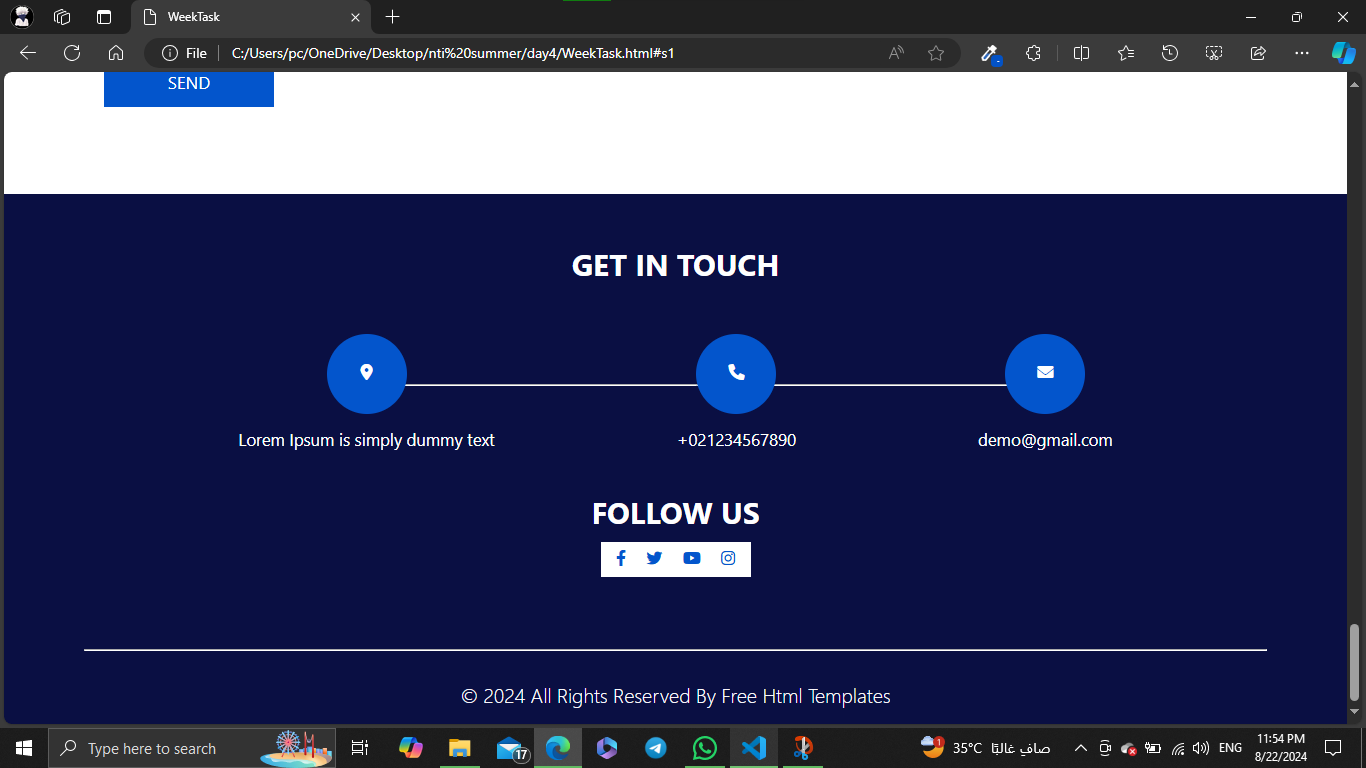 WeekTask
File
C:/Users/pc/OneDrive/Desktop/nti%20summer/day4/WeekTask.html#s1
SEND
GET IN TOUCH
Lorem Ipsum is simply dummy text
+021234567890
demo@gmail.com
FOLLOW US
© 2024 All Rights Reserved By Free Html Templates
Type here to search
17
1
35°C صاف غالبًا
ENG
11:54 PM
8/22/2024